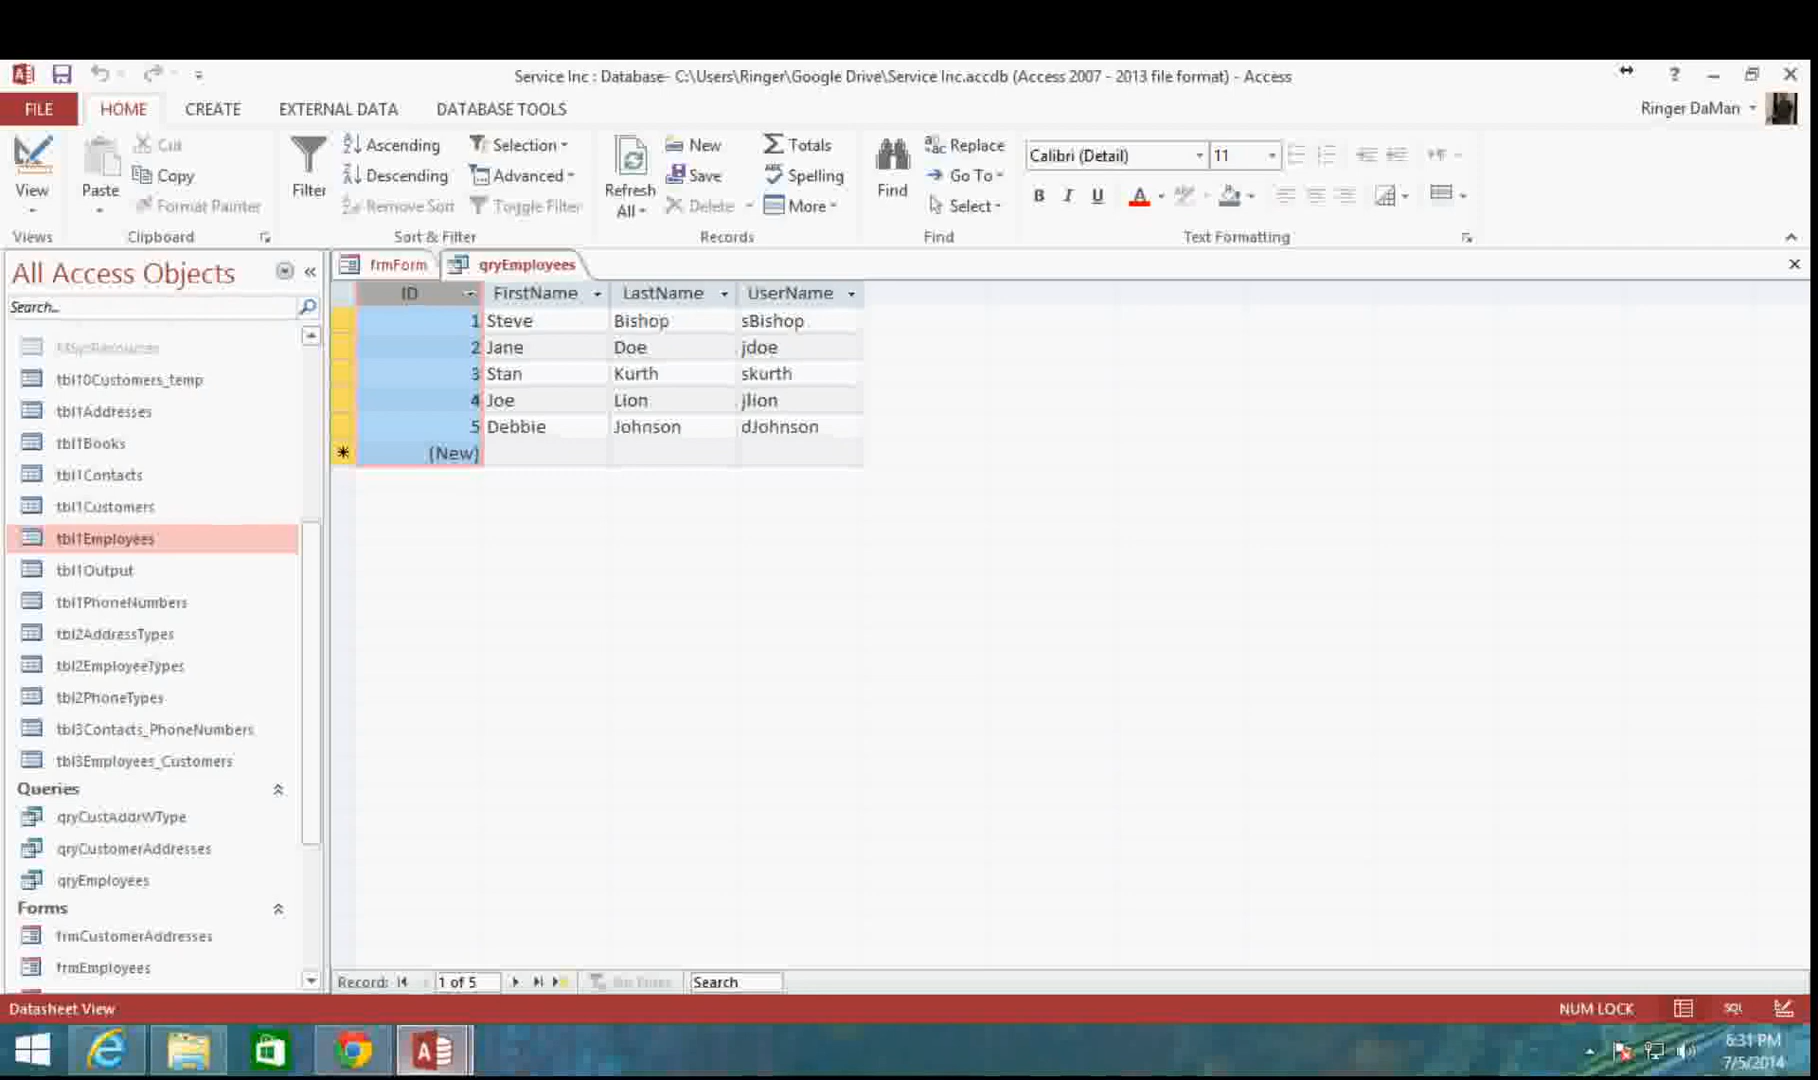 Service Inc : Database- C:\Users\Ringer\Google Drive\Service Inc.accdb (Access 2007 - 2013 file format) - Access
FILE HOME CREATE EXTERNAL DATA DATABASE TOOLS Ringer DaMan
View
Views
Paste
Cut
Copy
Format Painter
Clipboard
Filter
Ascending
Descending
Remove Sort
Selection
Advanced
Toggle Filter
Sort & Filter
Refresh
All
New
Save
Delete
Totals
Spelling
More
Records
Find
Replace
Go To
Select
Find
Calibri (Detail) 11
B I U A
Text Formatting
All Access Objects
Search...
MSysResources
tbl10Customers_temp
tbl1Addresses
tbl1Books
tbl1Contacts
tbl1Customers
tbl1Employees
tbl1Output
tbl1PhoneNumbers
tbl2AddressTypes
tbl2EmployeeTypes
tbl2PhoneTypes
tbl3Contacts_PhoneNumbers
tbl3Employees_Customers
Queries
qryCustAddrWType
qryCustomerAddresses
qryEmployees
Forms
frmCustomerAddresses
frmEmployees
frmForm qryEmployees
ID FirstName LastName UserName
1 Steve Bishop sBishop
2 Jane Doe jdoe
3 Stan Kurth skurth
4 Joe Lion jlion
5 Debbie Johnson dJohnson
(New)
Record: 1 of 5 No Filter Search
Datasheet View NUM LOCK SQL
6:31 PM
7/5/2014